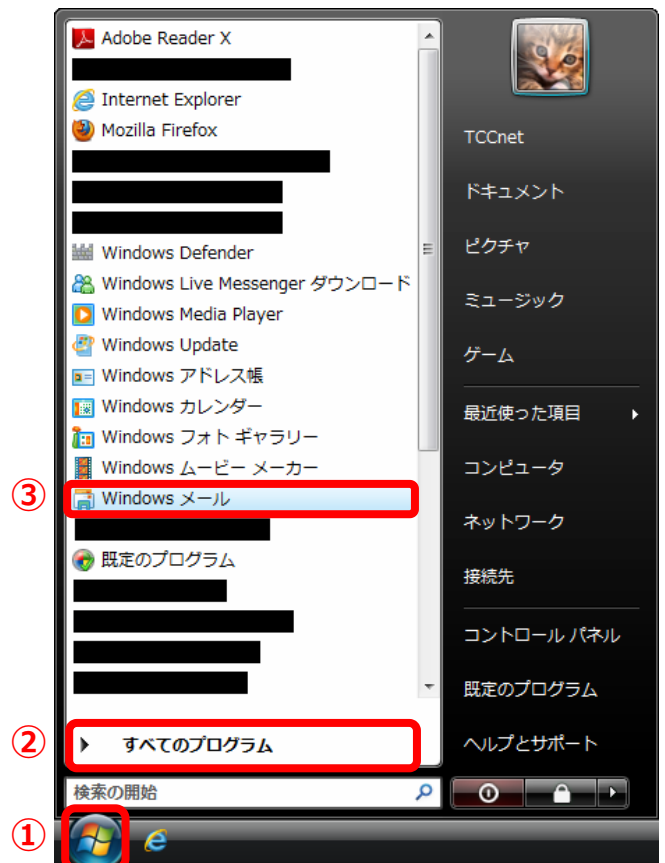 Adobe Reader X
Internet Explorer
Mozilla Firefox
Windows Defender
Windows Live Messenger ダウンロード
Windows Media Player
Windows Update
Windows アドレス帳
Windows カレンダー
Windows フォト ギャラリー
Windows ムービー メーカー
③ Windows メール
既定のプログラム
② すべてのプログラム
検索の開始
①
TCCnet
ドキュメント
ピクチャ
ミュージック
ゲーム
最近使った項目
コンピュータ
ネットワーク
接続先
コントロール パネル
既定のプログラム
ヘルプとサポート